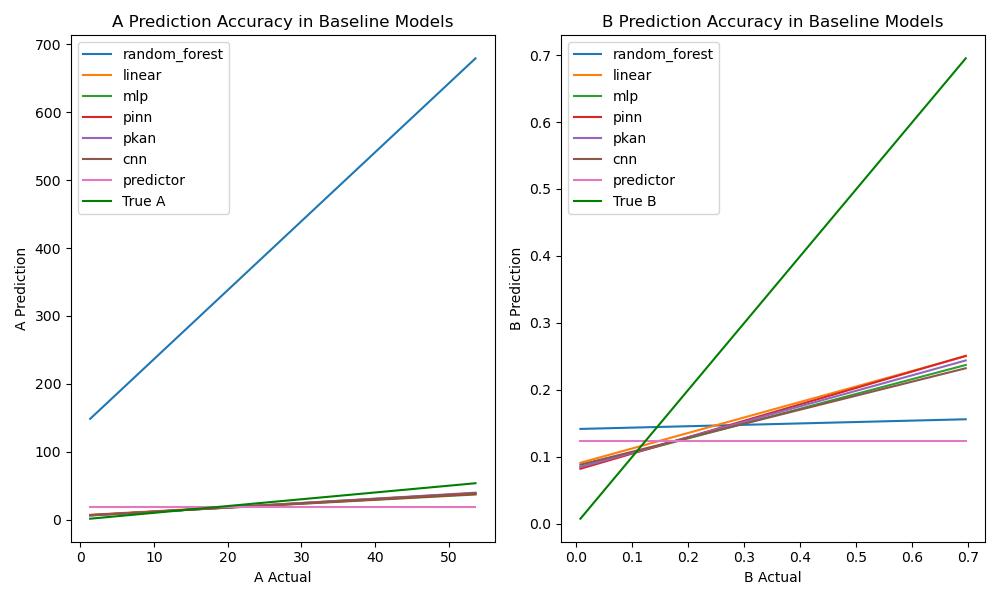 A Prediction Accuracy in Baseline Models
A Prediction
700
600
500
400
300
200
100
0
random_forest
linear
mlp
pinn
pkan
cnn
predictor
True A
0 10 20 30 40 50
A Actual
B Prediction Accuracy in Baseline Models
B Prediction
0.7
0.6
0.5
0.4
0.3
0.2
0.1
0.0
random_forest
linear
mlp
pinn
pkan
cnn
predictor
True B
0.0 0.1 0.2 0.3 0.4 0.5 0.6 0.7
B Actual